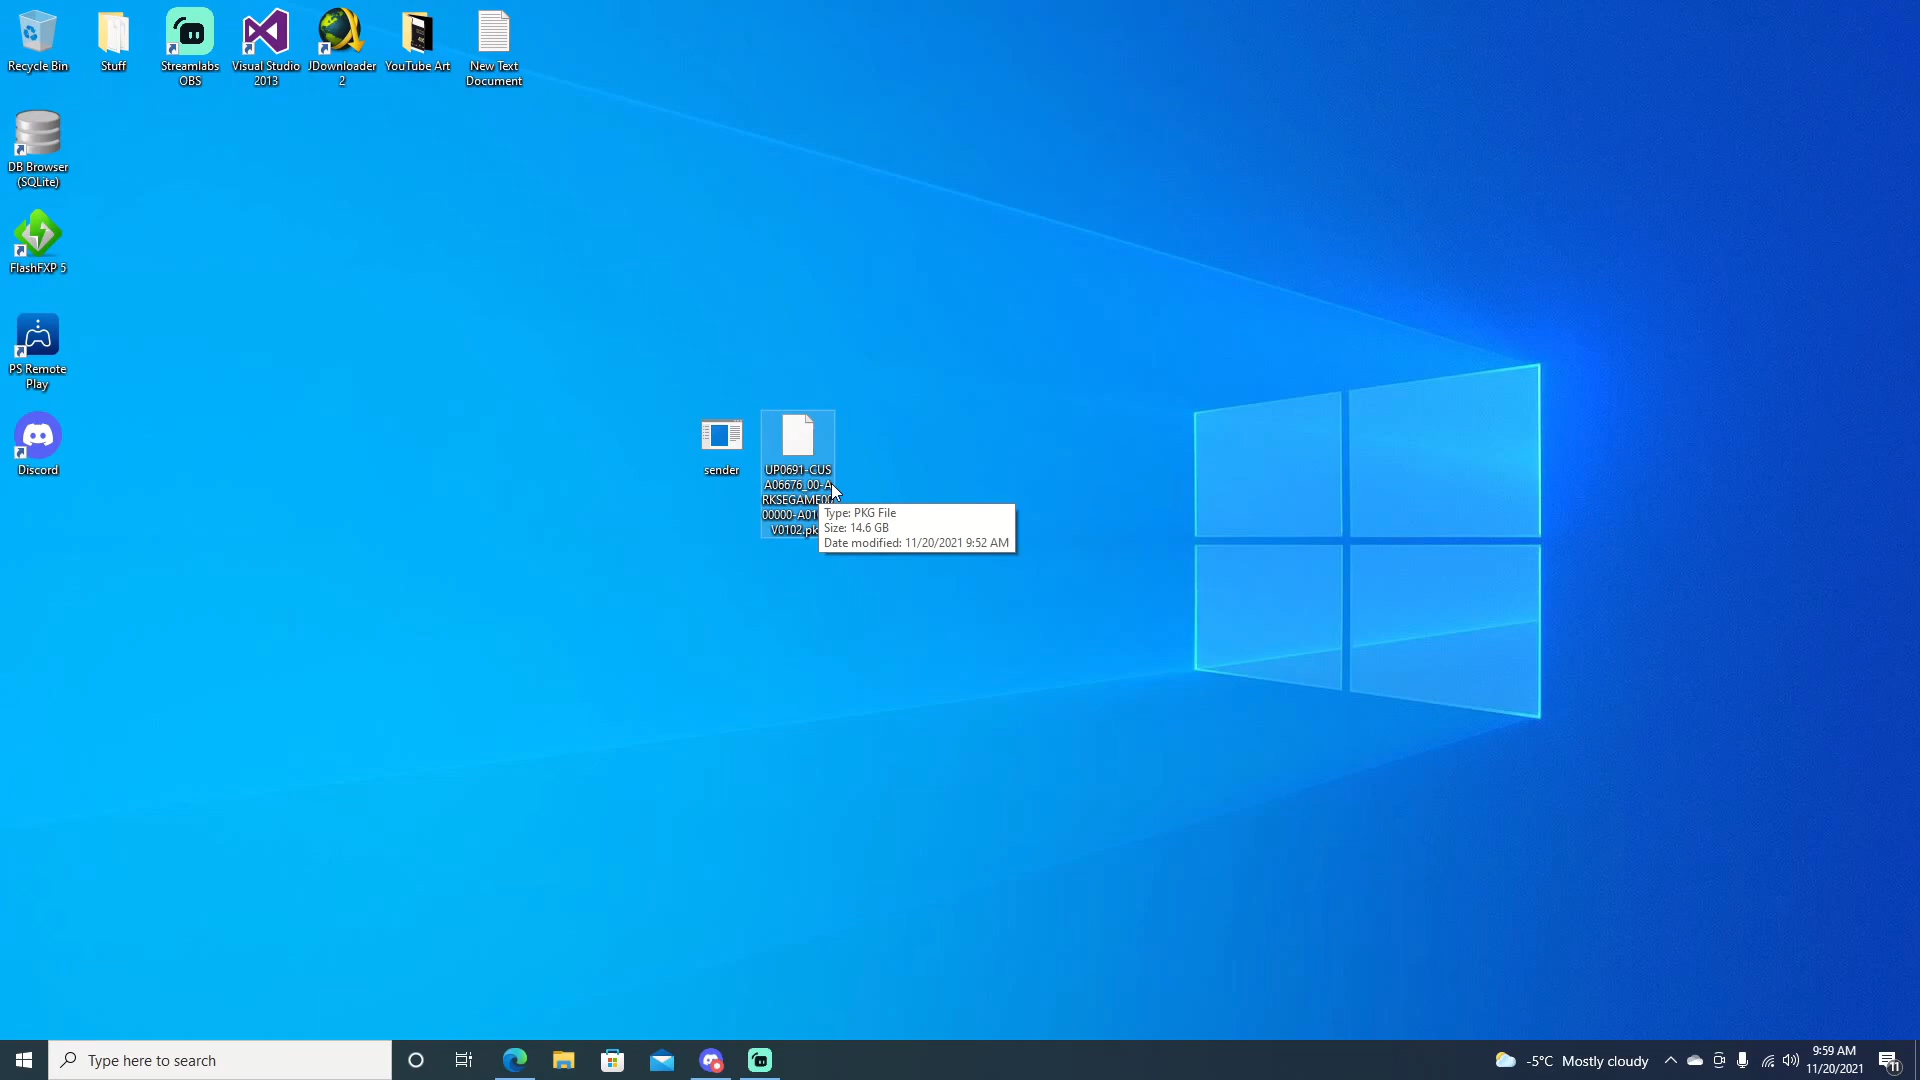 Recycle Bin
Stuff
Streamlabs
OBS
Visual Studio
2013
JDownloader
2
YouTube Art
New Text
Document
DB Browser
(SQLite)
FlashFXP 5
PS Remote
Play
Discord
sender
UP0691-CUS
A06676_00-A
RKSEGAME
00000-A01
V0102.pk
Type: PKG File
Size: 14.6 GB
Date modified: 11/20/2021 9:52 AM
Type here to search
-5°C Mostly cloudy
9:59 AM
11/20/2021
11